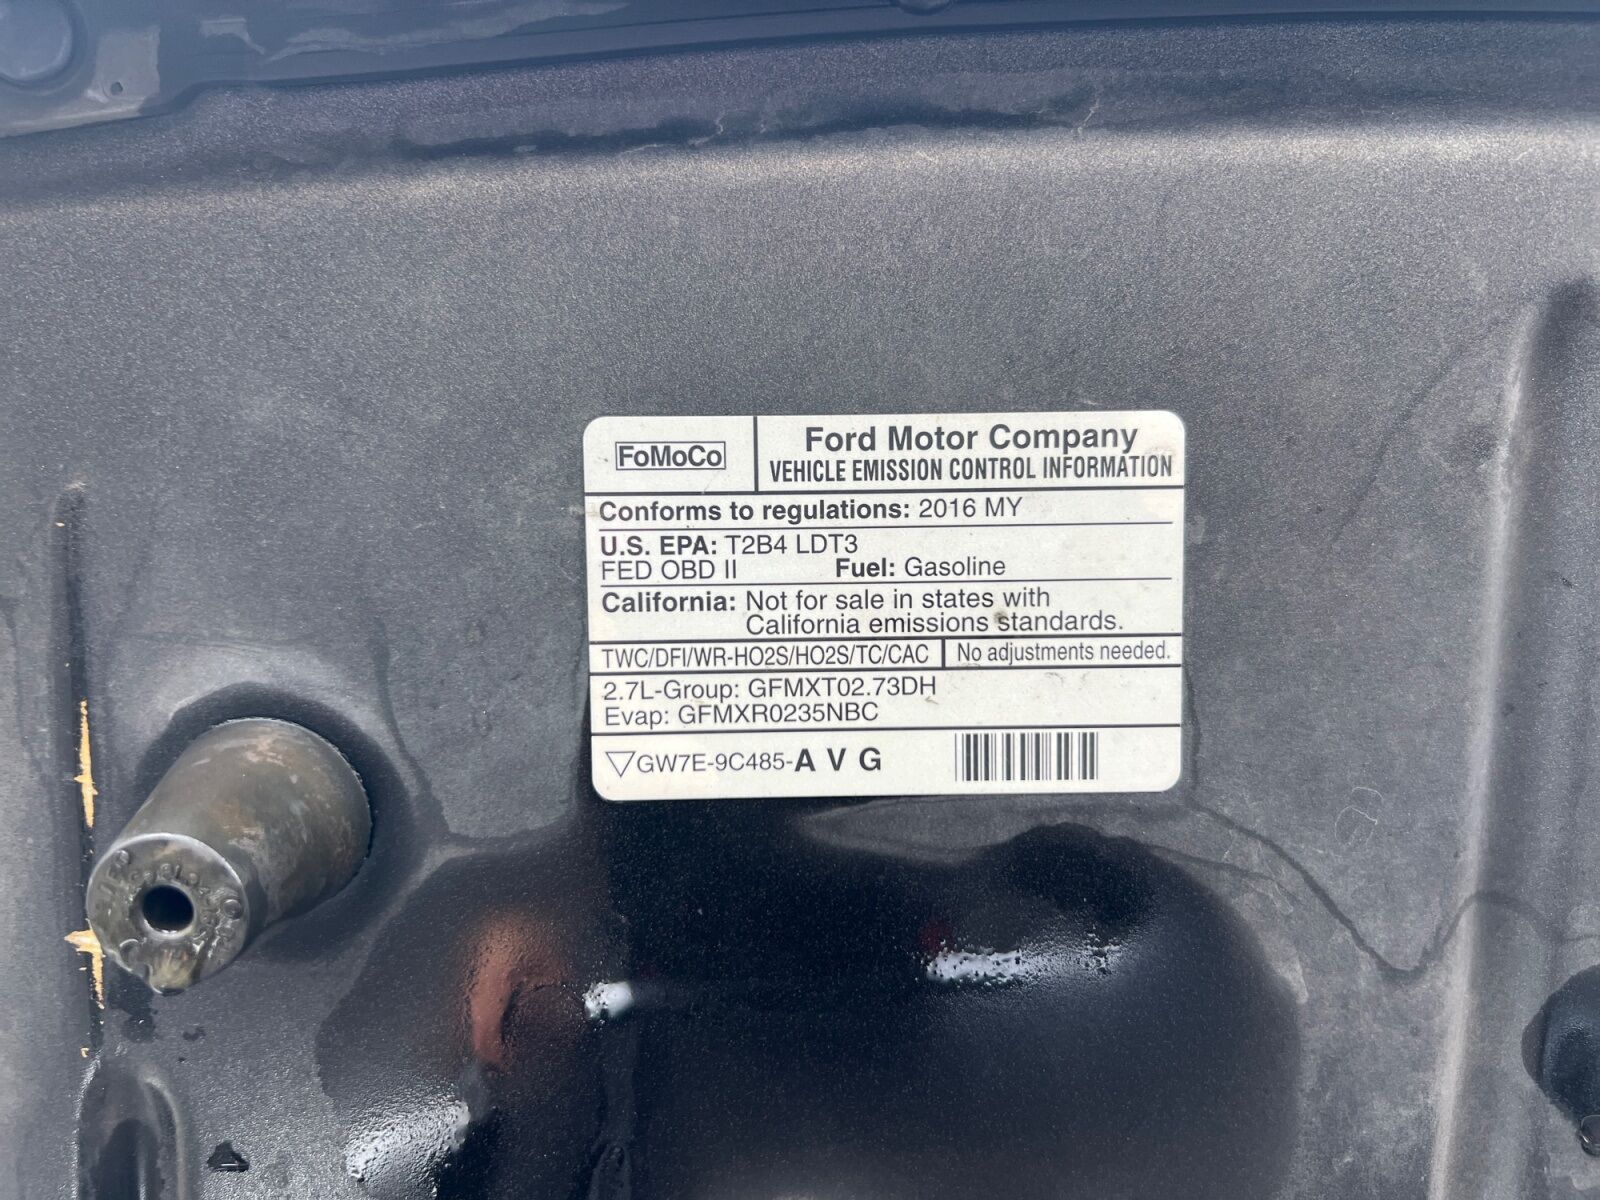 FoMoCo
Ford Motor Company
VEHICLE EMISSION CONTROL INFORMATION
Conforms to regulations: 2016 MY
U.S. EPA: T2B4 LDT3
FED OBD II Fuel: Gasoline
California: Not for sale in states with
California emissions standards.
TWC/DFI/WR-HO2S/HO2S/TC/CAC
No adjustments needed.
2.7L-Group: GFMXT02.73DH
Evap: GFMXR0235NBC
▽GW7E-9C485-A V G